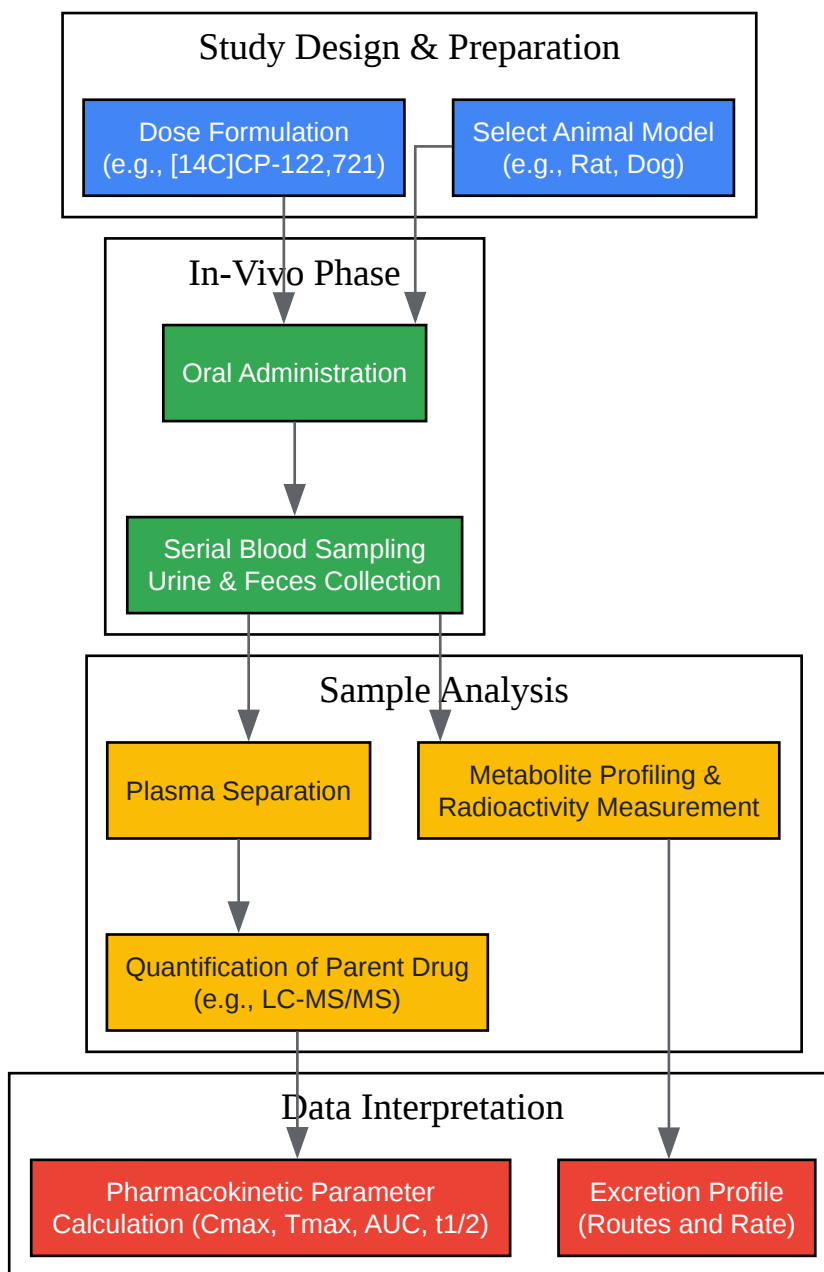 Study Design & Preparation
Dose Formulation
(e.g., [14C]CP-122,721)
Select Animal Model
(e.g., Rat, Dog)
In-Vivo Phase
Oral Administration
Serial Blood Sampling
Urine & Feces Collection
Sample Analysis
Plasma Separation
Metabolite Profiling &
Radioactivity Measurement
Quantification of Parent Drug
(e.g., LC-MS/MS)
Data Interpretation
Pharmacokinetic Parameter
Calculation (Cmax, Tmax, AUC, t1/2)
Excretion Profile
(Routes and Rate)